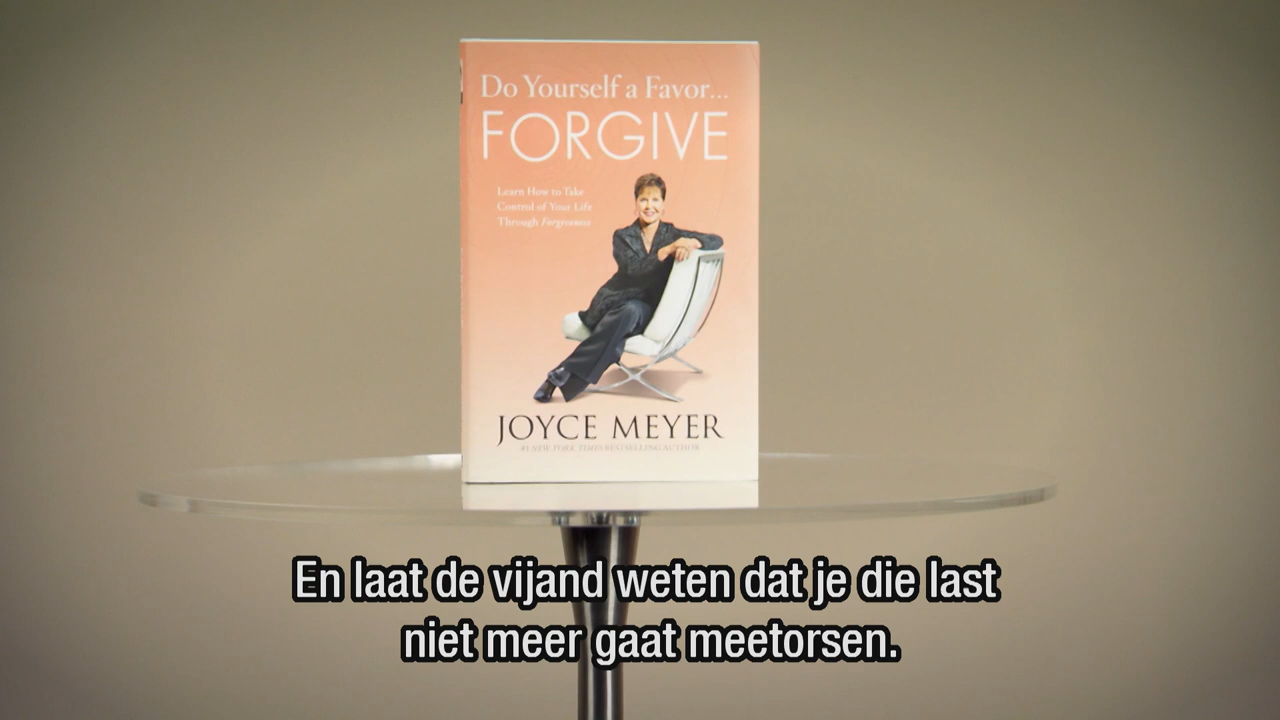 Do Yourself a Favor...
FORGIVE
Learn How to Take
Control of Your Life
Through Forgiveness
JOYCE MEYER
#1 NEW YORK TIMES BESTSELLING AUTHOR
En laat de vijand weten dat je die last
niet meer gaat meetorsen.